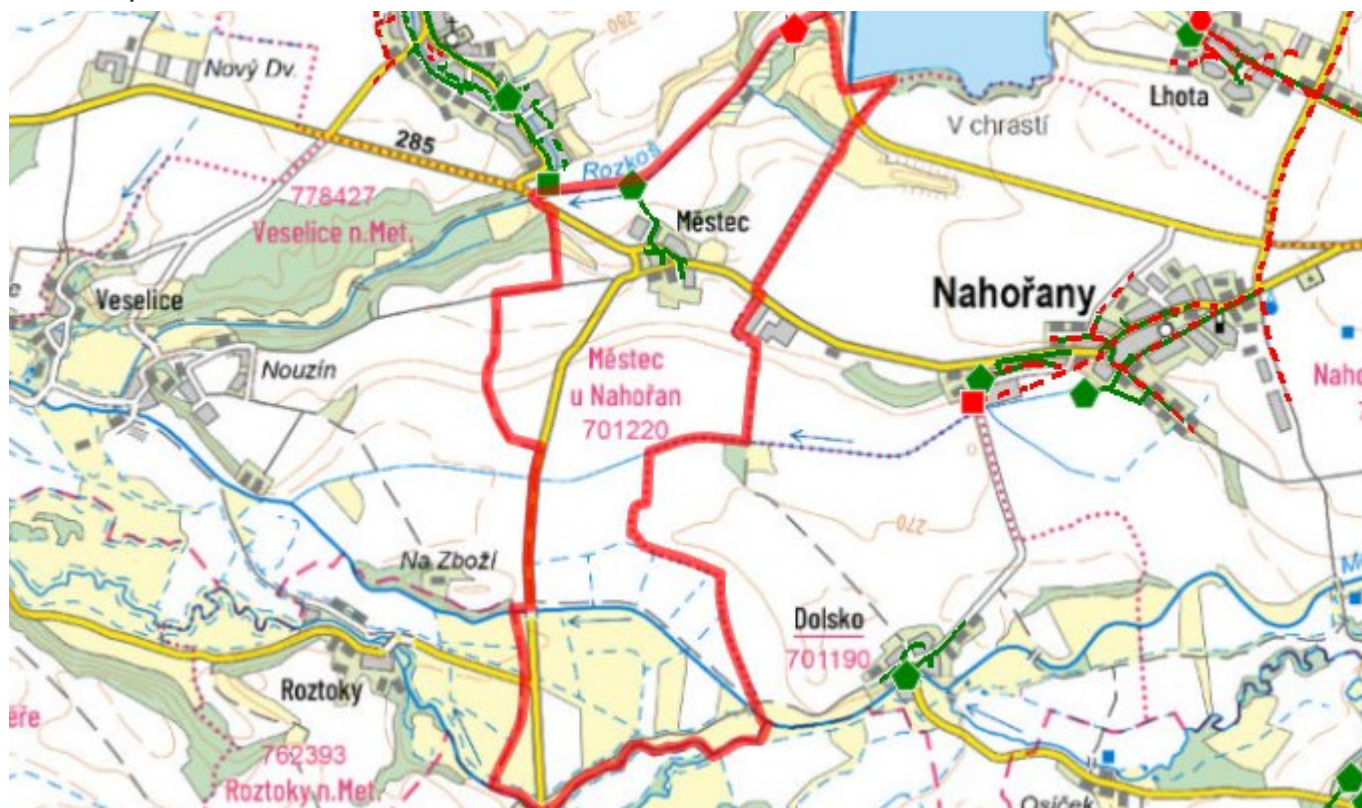 280
Nový Dv.
Lhota
V chrastí
285
Rozkoš
778427
Veselice n.Met.
Městec
Nahořany
Veselice
Nouzín
Městec
u Nahořan
701220
Naho
270
Na Zboží
Dolsko
701190
Roztoky
762393
Roztoky n.Met.
Osíček